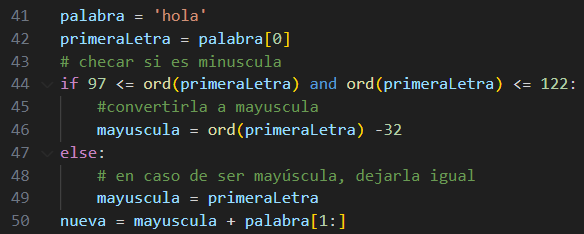 41 palabra = 'hola'
42 primeraLetra = palabra[0]
43 # checar si es minuscula
44 if 97 <= ord(primeraLetra) and ord(primeraLetra) <= 122:
45     #convertirla a mayuscula
46     mayuscula = ord(primeraLetra) -32
47 else:
48     # en caso de ser mayúscula, dejarla igual
49     mayuscula = primeraLetra
50 nueva = mayuscula + palabra[1:]